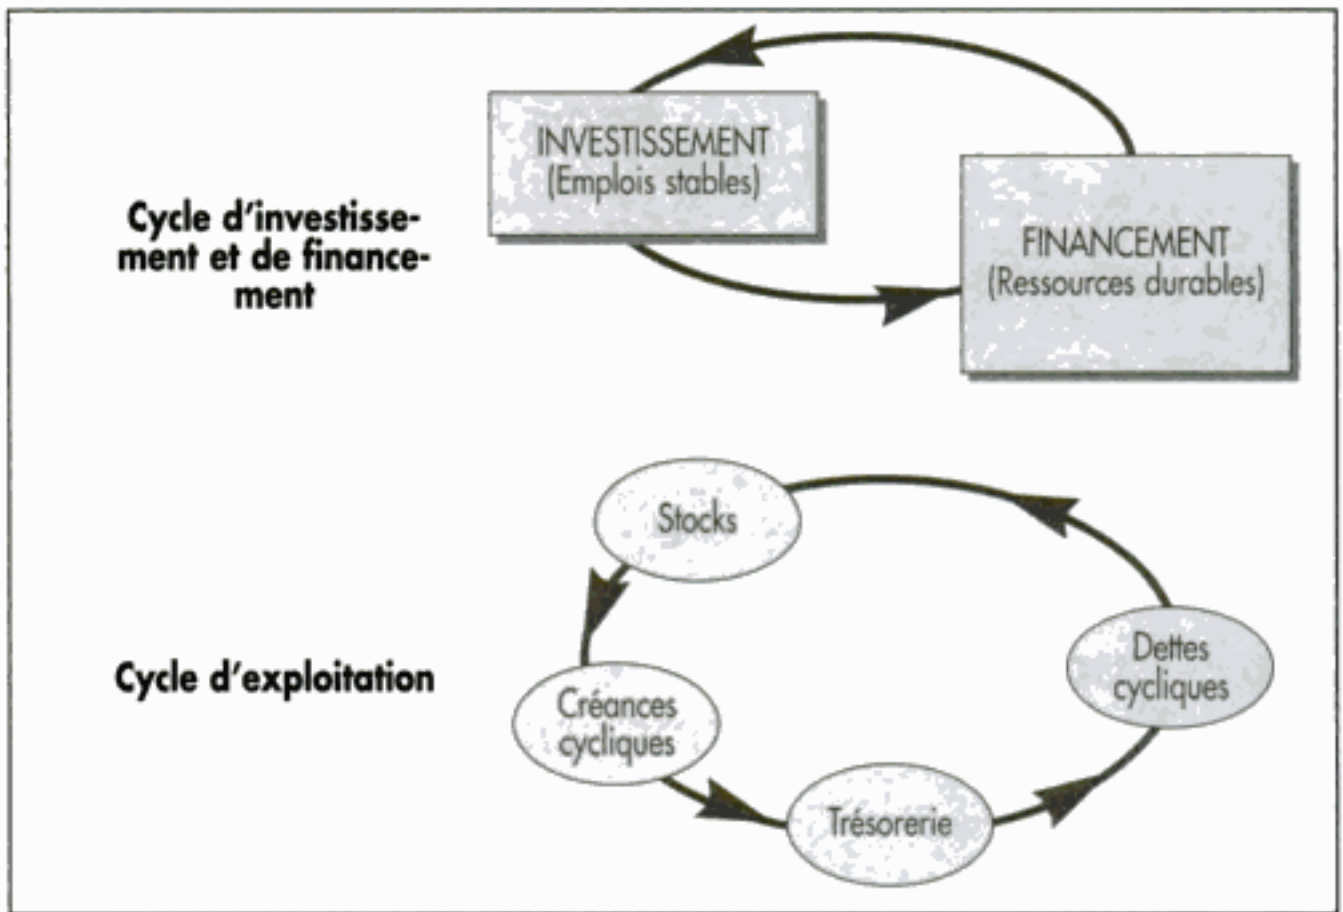 INVESTISSEMENT
(Emplois stables)
Cycle d'investisse-
ment et de finance-
ment
FINANCEMENT
(Ressources durables)
Stocks
Cycle d'exploitation
Créances
cycliques
Dettes
cycliques
Trésorerie